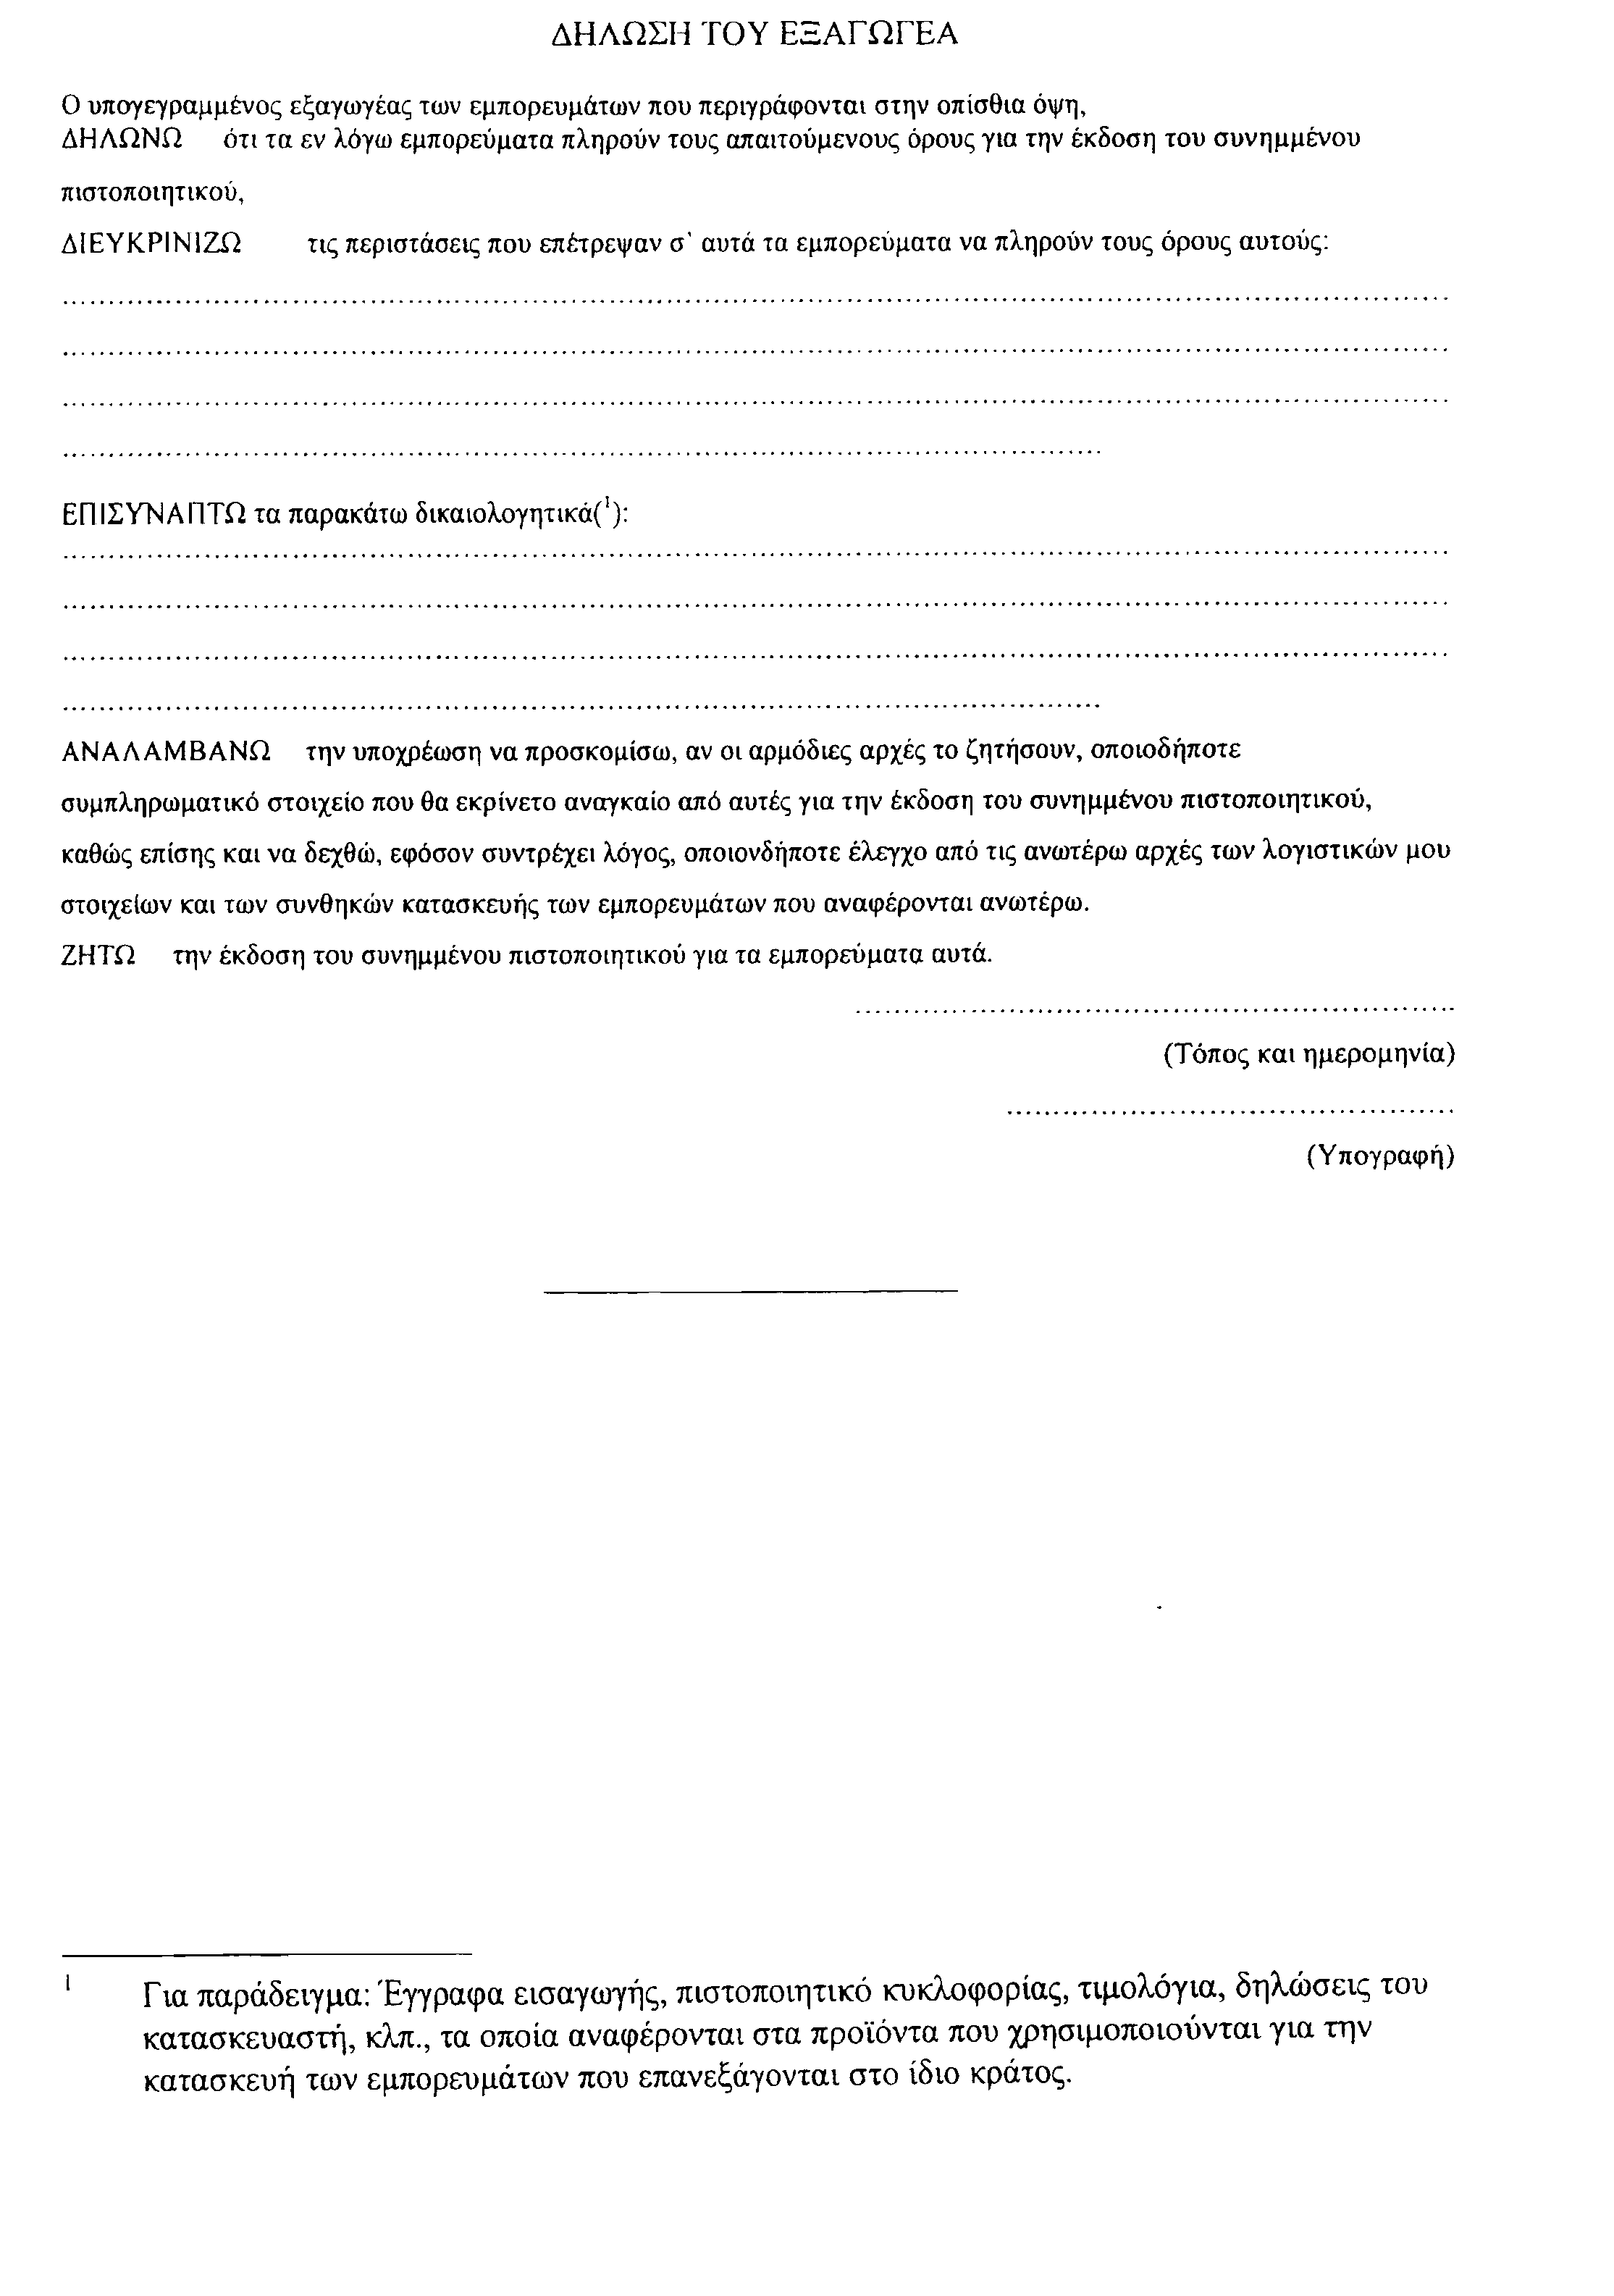 ΔΗΛΩΣΗ ΤΟΥ ΕΞΑΓΩΓΕΑ
Ο υπογεγραμμένος εξαγωγέας των εμπορευμάτων που περιγράφονται στην οπίσθια όψη,
ΔΗΛΩΝΩ ότι τα εν λόγω εμπορεύματα πληρούν τους απαιτούμενους όρους για την έκδοση του συνημμένου
πιστοποιητικού,
ΔΙΕΥΚΡΙΝΙΖΩ τις περιστάσεις που επέτρεψαν σ' αυτά τα εμπορεύματα να πληρούν τους όρους αυτούς:
ΕΠΙΣΥΝΑΠΤΩ τα παρακάτω δικαιολογητικά(¹):
ΑΝΑΛΑΜΒΑΝΩ την υποχρέωση να προσκομίσω, αν οι αρμόδιες αρχές το ζητήσουν, οποιοδήποτε
συμπληρωματικό στοιχείο που θα εκρίνετο αναγκαίο από αυτές για την έκδοση του συνημμένου πιστοποιητικού,
καθώς επίσης και να δεχθώ, εφόσον συντρέχει λόγος, οποιονδήποτε έλεγχο από τις ανωτέρω αρχές των λογιστικών μου
στοιχείων και των συνθηκών κατασκευής των εμπορευμάτων που αναφέρονται ανωτέρω.
ΖΗΤΩ την έκδοση του συνημμένου πιστοποιητικού για τα εμπορεύματα αυτά.
(Τόπος και ημερομηνία)
(Υπογραφή)
¹ Για παράδειγμα: Έγγραφα εισαγωγής, πιστοποιητικό κυκλοφορίας, τιμολόγια, δηλώσεις του
κατασκευαστή, κλπ., τα οποία αναφέρονται στα προϊόντα που χρησιμοποιούνται για την
κατασκευή των εμπορευμάτων που επανεξάγονται στο ίδιο κράτος.